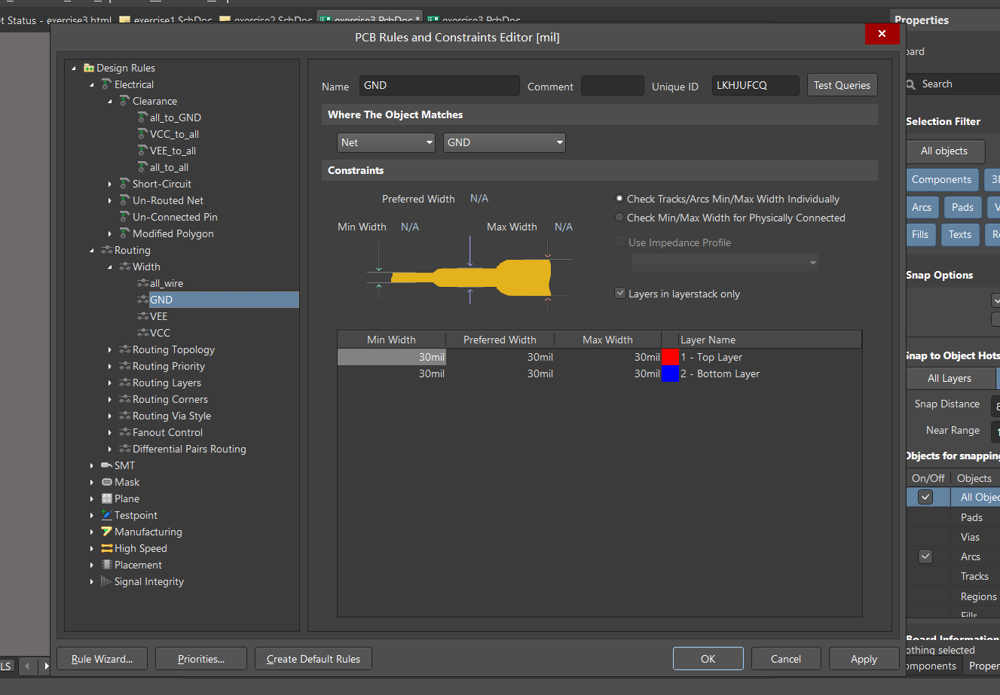 et Status - exercise3.html
exercise1.SchDoc
exercise2.SchDoc
exercise3.PcbDoc *
exercise3.PcbDoc
PCB Rules and Constraints Editor [mil]
Design Rules
Electrical
Clearance
all_to_GND
VCC_to_all
VEE_to_all
all_to_all
Short-Circuit
Un-Routed Net
Un-Connected Pin
Modified Polygon
Routing
Width
all_wire
GND
VEE
VCC
Routing Topology
Routing Priority
Routing Layers
Routing Corners
Routing Via Style
Fanout Control
Differential Pairs Routing
SMT
Mask
Plane
Testpoint
Manufacturing
High Speed
Placement
Signal Integrity
Name GND Comment Unique ID LKHJUFCQ Test Queries
Where The Object Matches
Net GND
Constraints
Preferred Width N/A
Min Width N/A Max Width N/A
Check Tracks/Arcs Min/Max Width Individually
Check Min/Max Width for Physically Connected
Use Impedance Profile
Layers in layerstack only
Min Width Preferred Width Max Width Layer Name
30mil 30mil 30mil 1 - Top Layer
30mil 30mil 30mil 2 - Bottom Layer
Rule Wizard... Priorities... Create Default Rules OK Cancel Apply
LS
Properties
oard
Search
Selection Filter
All objects
Components 3D
Arcs Pads V
Fills Texts Re
Snap Options
Snap to Object Hots
All Layers
Snap Distance 8
Near Range 1
Objects for snapping
On/Off Objects
All Objec
Pads
Vias
Arcs
Tracks
Regions
Fills
Board Information
othing selected
omponents Proper